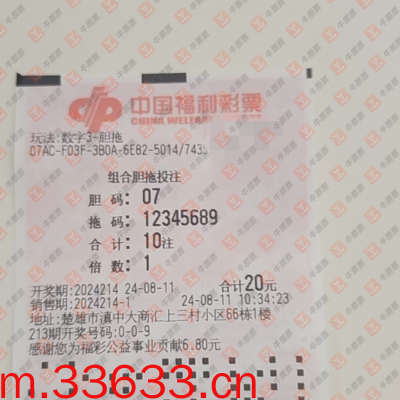 中国福利彩票
CHINA WELFARE
玩法:数字3-胆拖
07AC-FD3F-3B0A-6E82-5014/743
组合胆拖投注
胆 码: 07
拖 码: 12345689
合 计: 10注
倍 数: 1
开奖期:2024214 24-08-11 合计20元
销售期:2024214-1 24-08-11 10:34:23
地址:楚雄市滇中大商汇上三村小区66栋1楼
213期开奖号码:0-0-9
感谢您为福彩公益事业贡献6.80元
m.33633.cn